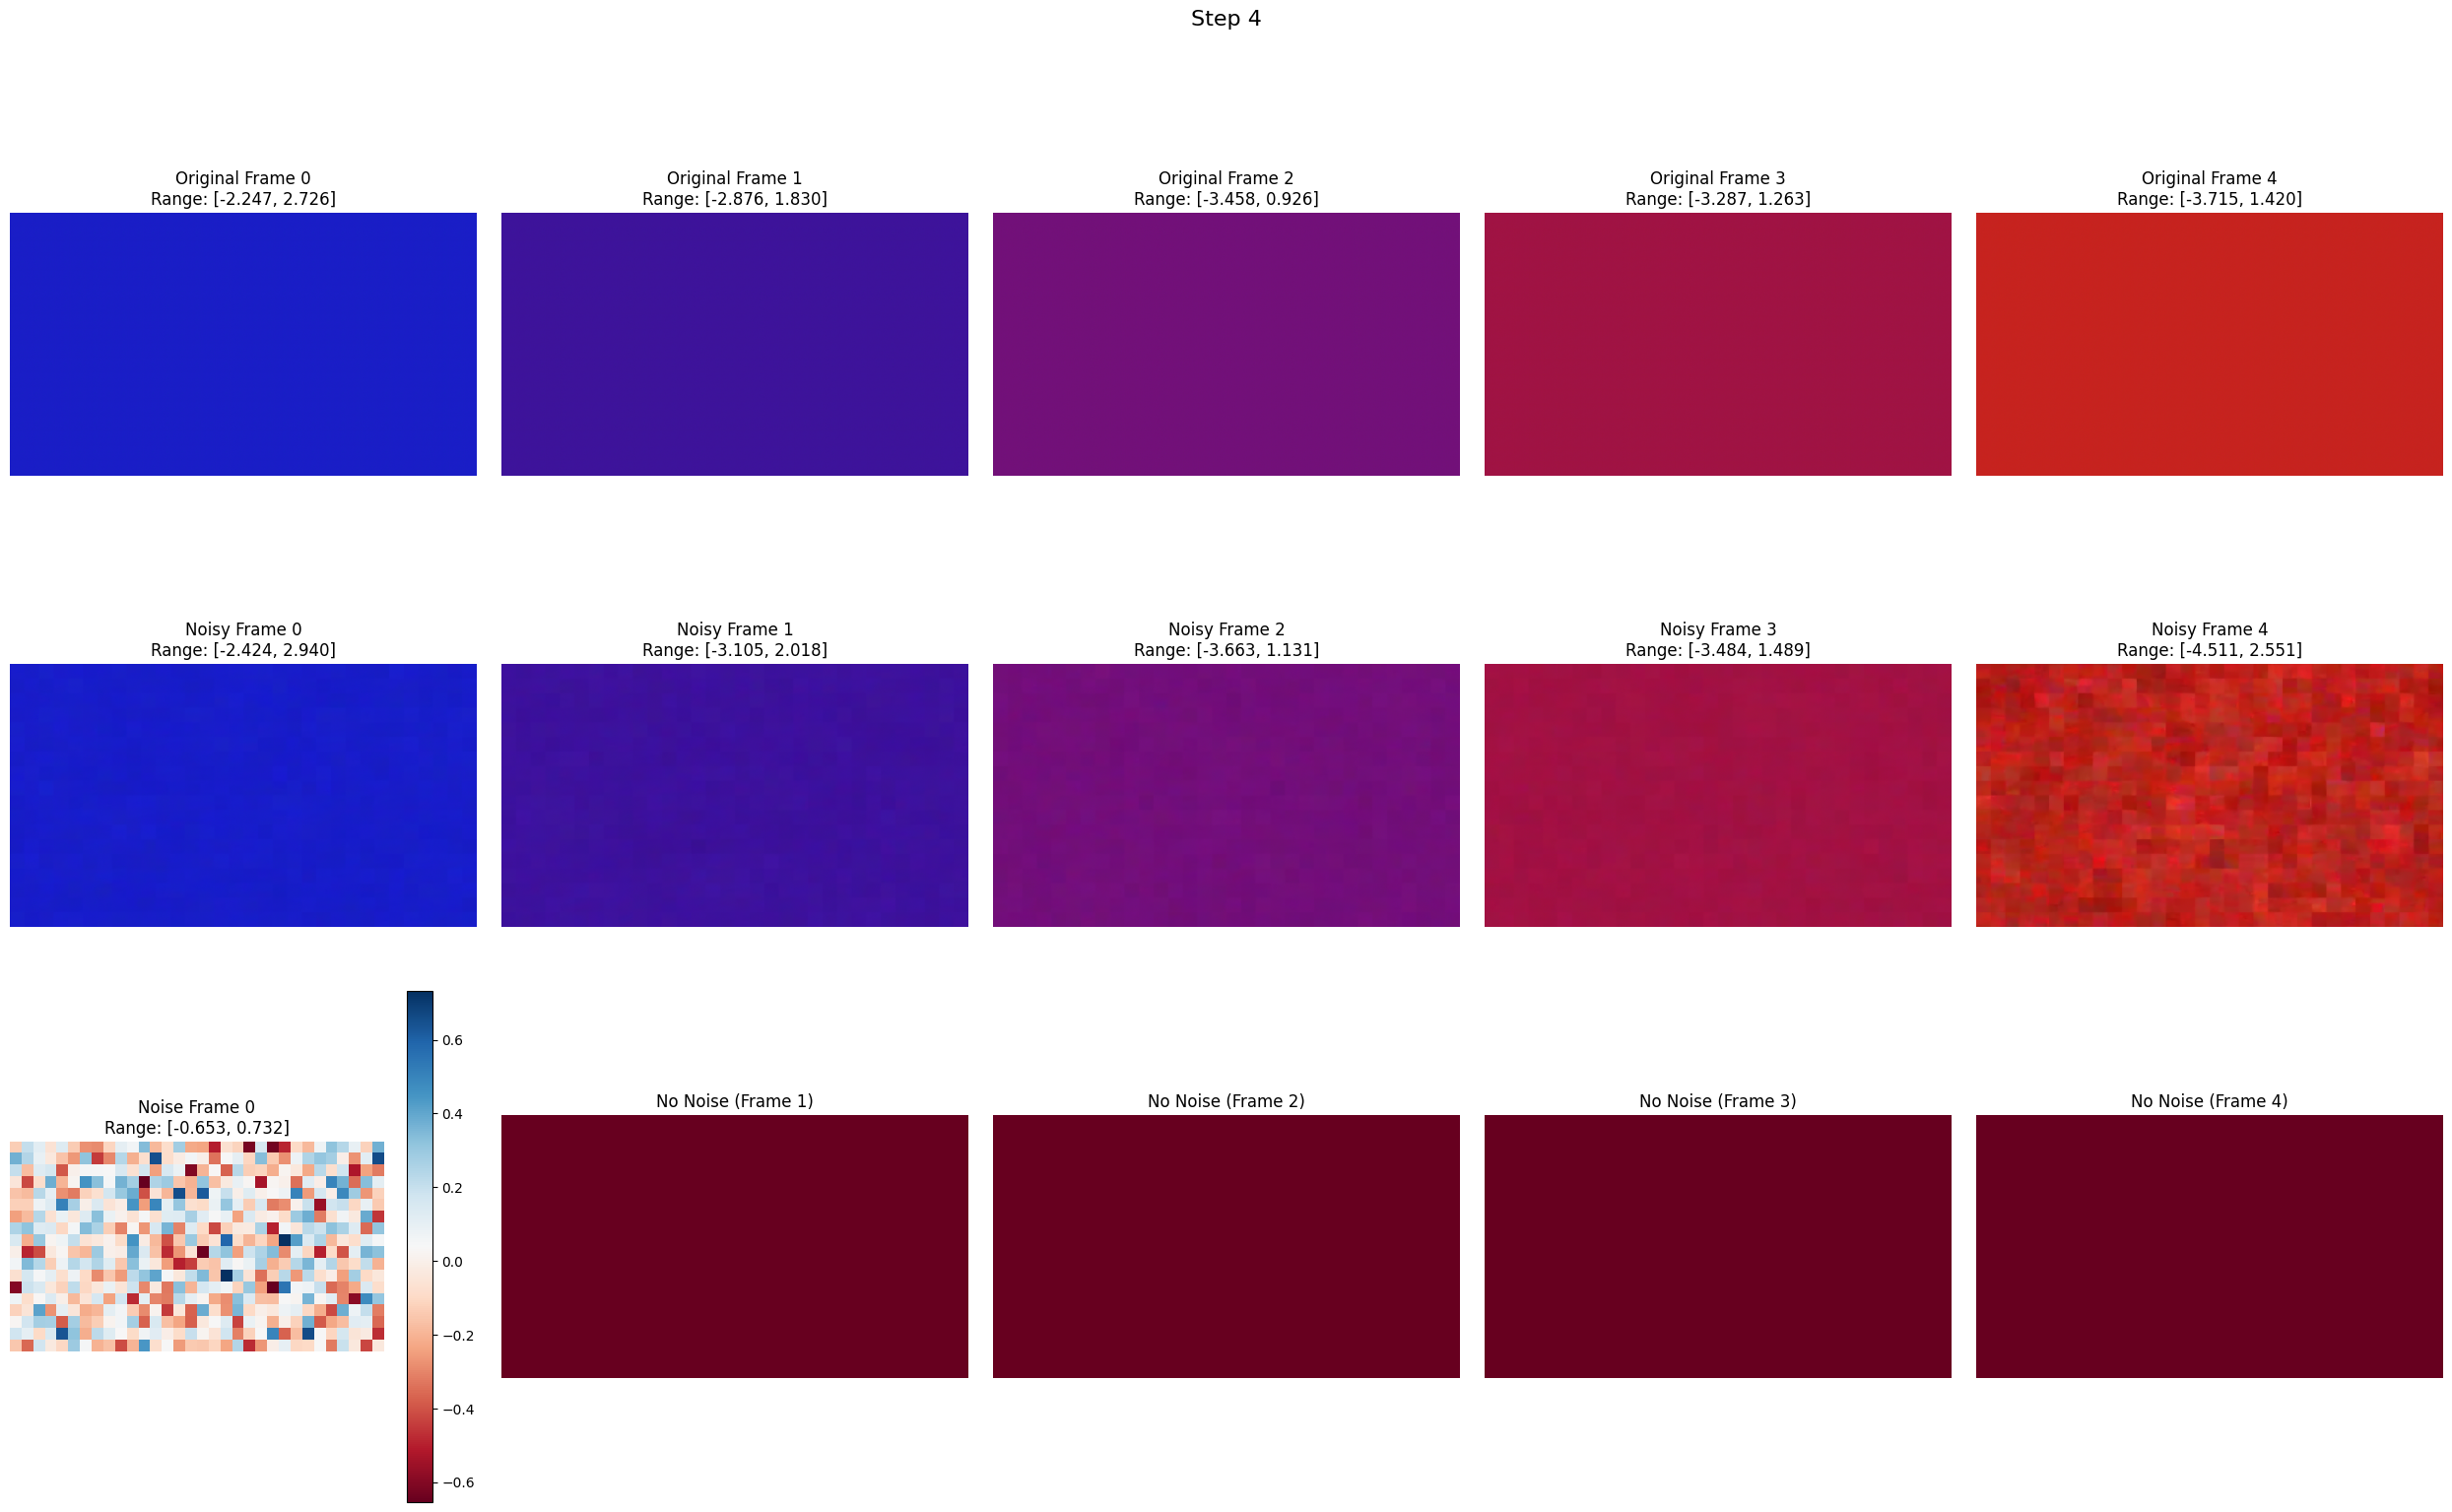 Step 4
Original Frame 0
Range: [-2.247, 2.726]
Original Frame 1
Range: [-2.876, 1.830]
Original Frame 2
Range: [-3.458, 0.926]
Original Frame 3
Range: [-3.287, 1.263]
Original Frame 4
Range: [-3.715, 1.420]
Noisy Frame 0
Range: [-2.424, 2.940]
Noisy Frame 1
Range: [-3.105, 2.018]
Noisy Frame 2
Range: [-3.663, 1.131]
Noisy Frame 3
Range: [-3.484, 1.489]
Noisy Frame 4
Range: [-4.511, 2.551]
Noise Frame 0
Range: [-0.653, 0.732]
0.6
0.4
0.2
0.0
−0.2
−0.4
−0.6
No Noise (Frame 1)
No Noise (Frame 2)
No Noise (Frame 3)
No Noise (Frame 4)